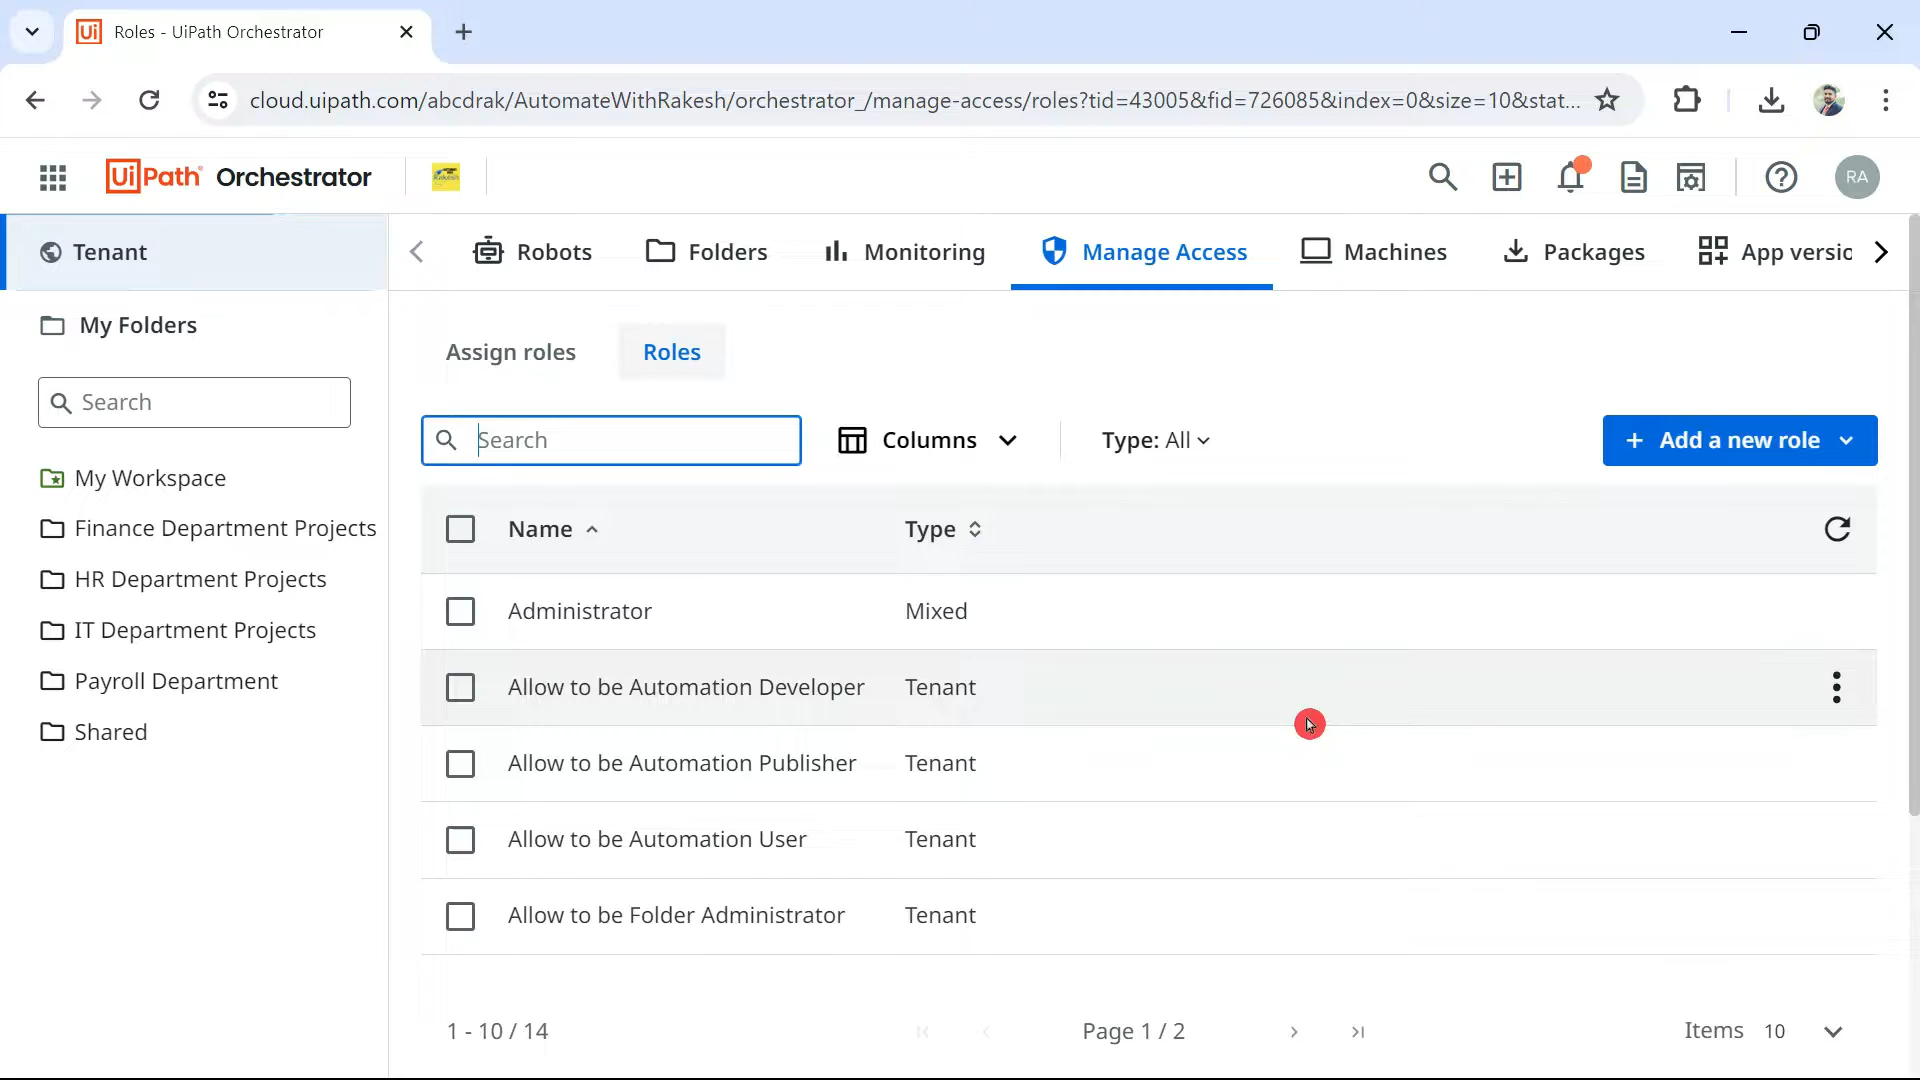 Roles - UiPath Orchestrator
cloud.uipath.com/abcdrak/AutomateWithRakesh/orchestrator_/manage-access/roles?tid=43005&fid=726085&index=0&size=10&stat...
UiPath Orchestrator
RA
Tenant
Robots
Folders
Monitoring
Manage Access
Machines
Packages
App versic
My Folders
Assign roles
Roles
Search
Search
Columns
Type: All
+ Add a new role
My Workspace
Finance Department Projects
HR Department Projects
IT Department Projects
Payroll Department
Shared
Name
Type
Administrator
Mixed
Allow to be Automation Developer
Tenant
Allow to be Automation Publisher
Tenant
Allow to be Automation User
Tenant
Allow to be Folder Administrator
Tenant
1 - 10 / 14
Page 1 / 2
Items 10